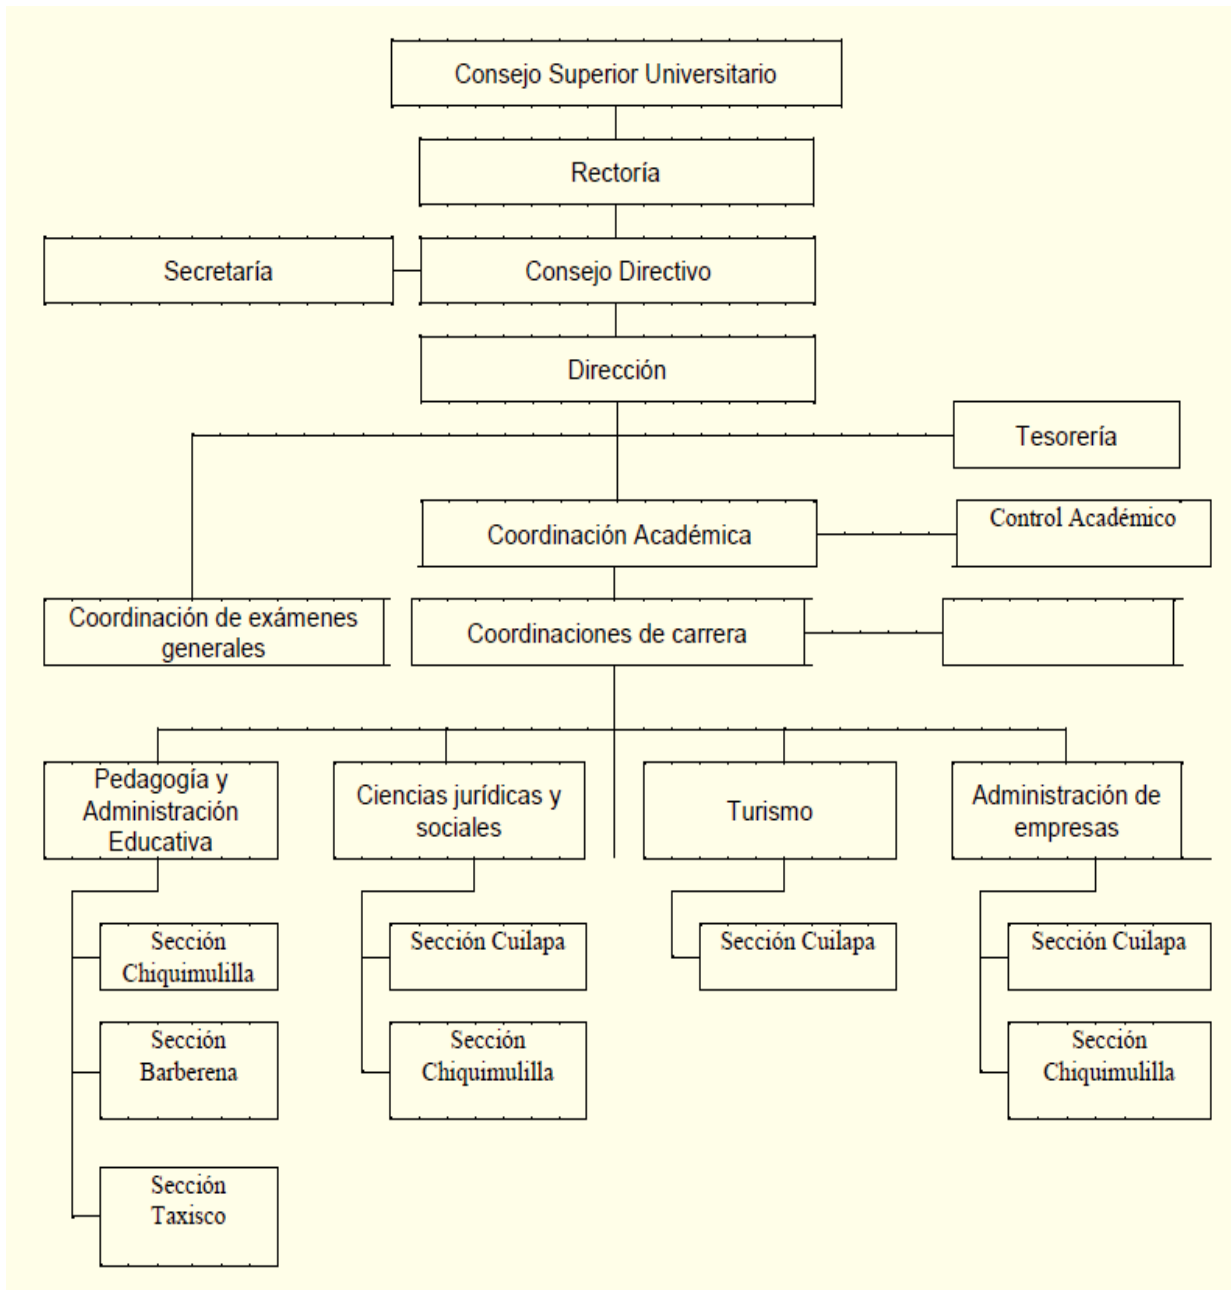 Consejo Superior Universitario
Rectoría
Secretaría
Consejo Directivo
Dirección
Tesorería
Coordinación Académica
Control Académico
Coordinación de exámenes
generales
Coordinaciones de carrera
Pedagogía y
Administración
Educativa
Ciencias jurídicas y
sociales
Turismo
Administración de
empresas
Sección
Chiquimulilla
Sección Cuilapa
Sección Cuilapa
Sección Cuilapa
Sección
Barberena
Sección
Chiquimulilla
Sección
Chiquimulilla
Sección
Taxisco